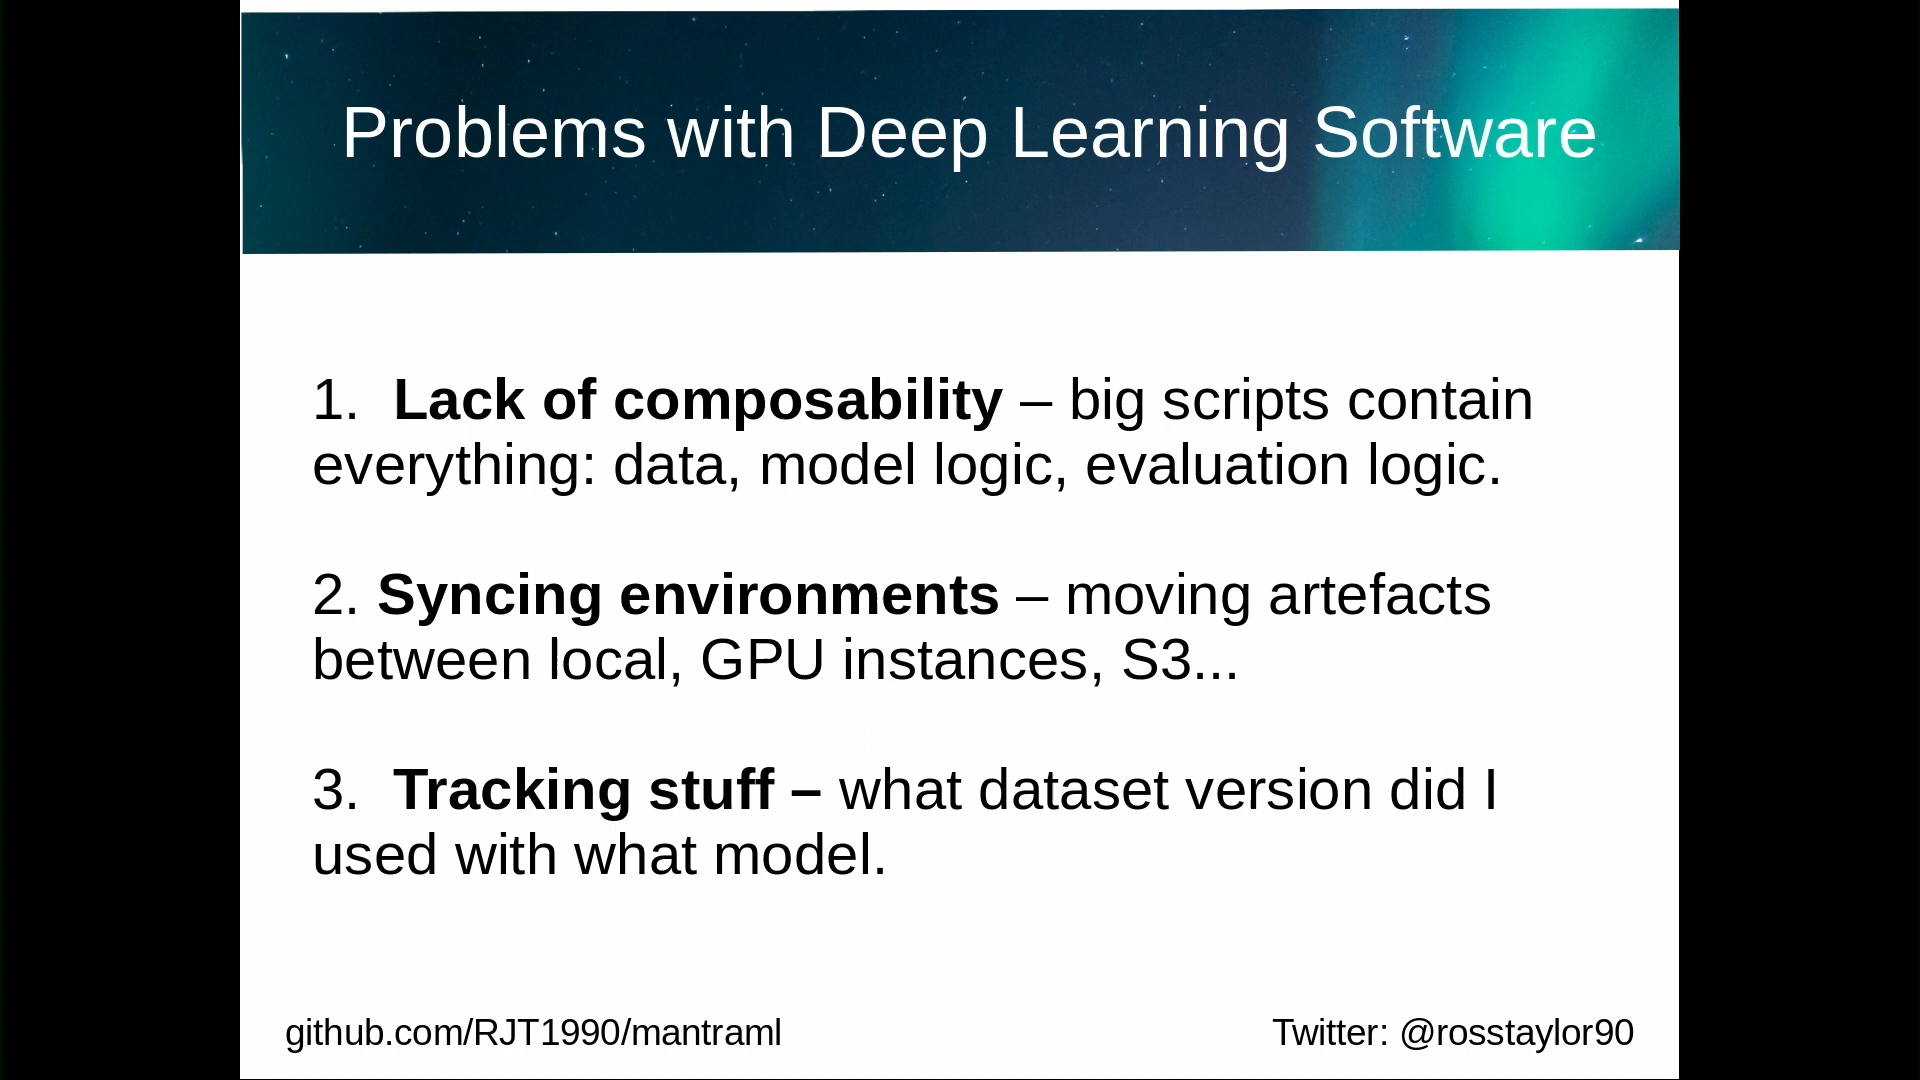 Problems with Deep Learning Software
1. Lack of composability – big scripts contain
everything: data, model logic, evaluation logic.
2. Syncing environments – moving artefacts
between local, GPU instances, S3...
3. Tracking stuff – what dataset version did I
used with what model.
github.com/RJT1990/mantraml
Twitter: @rosstaylor90